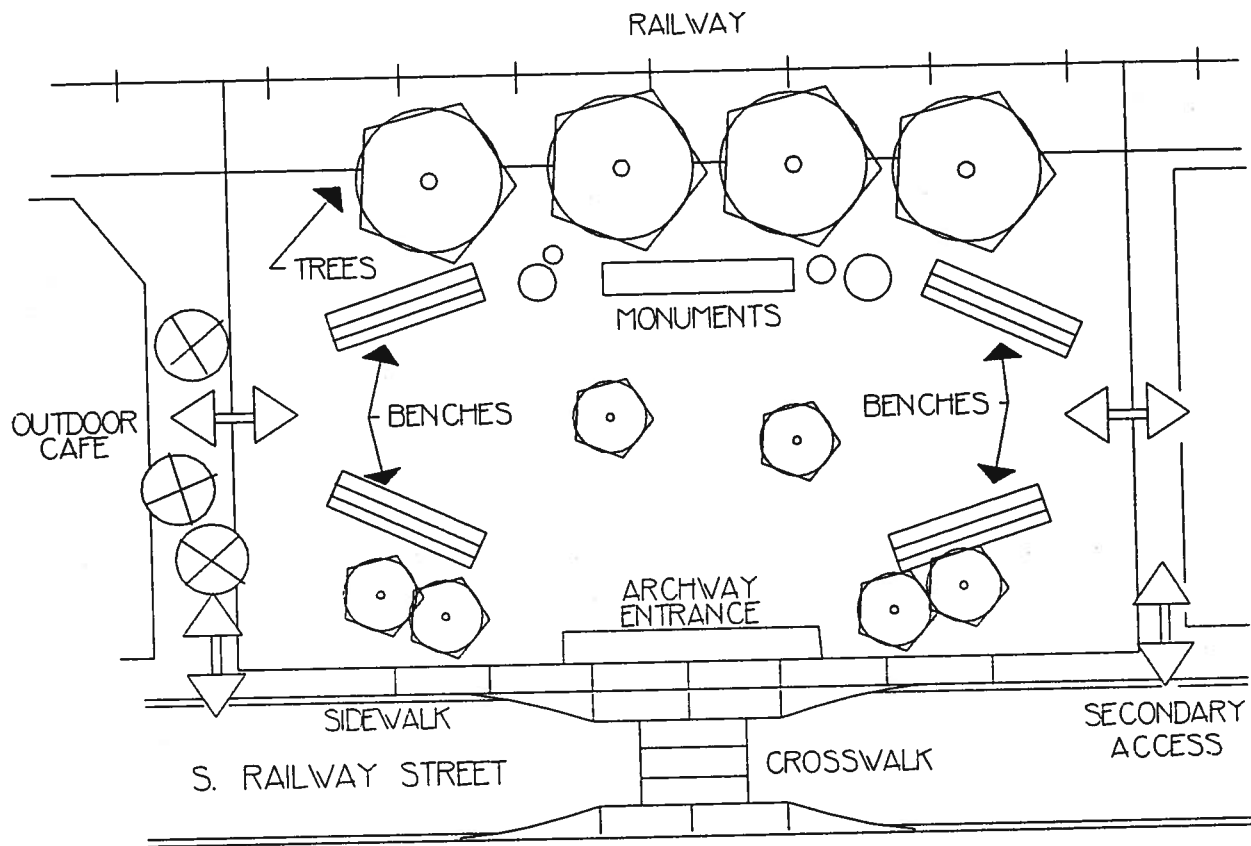 RAILWAY
TREES
MONUMENTS
OUTDOOR
CAFE
BENCHES
BENCHES
ARCHWAY
ENTRANCE
SIDEWALK
SECONDARY
ACCESS
S. RAILWAY STREET
CROSSWALK